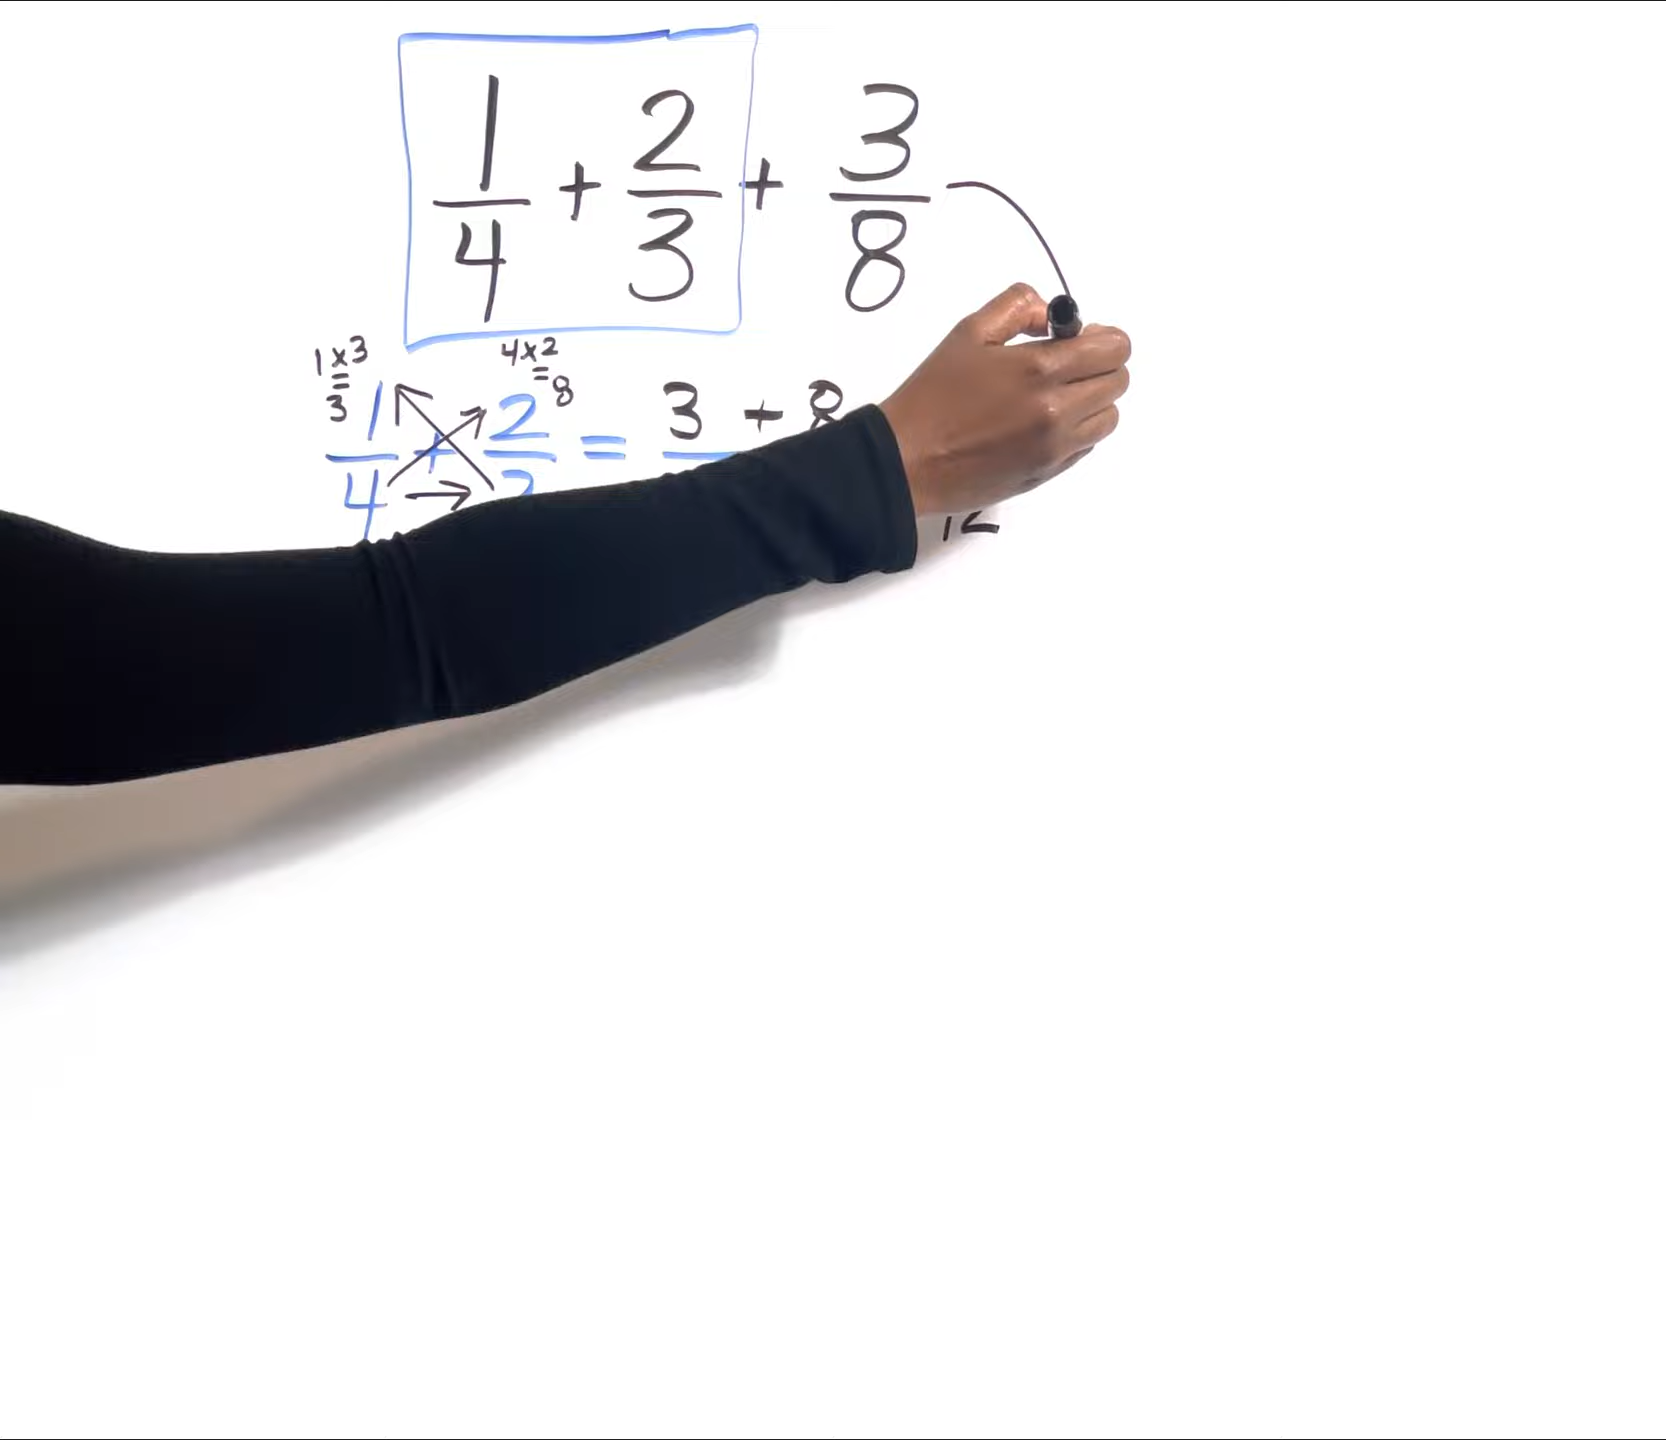 1/4 + 2/3 + 3/8
1x3 = 3
4x2 = 8
1/4 + 2/3 = 3 + 8
12